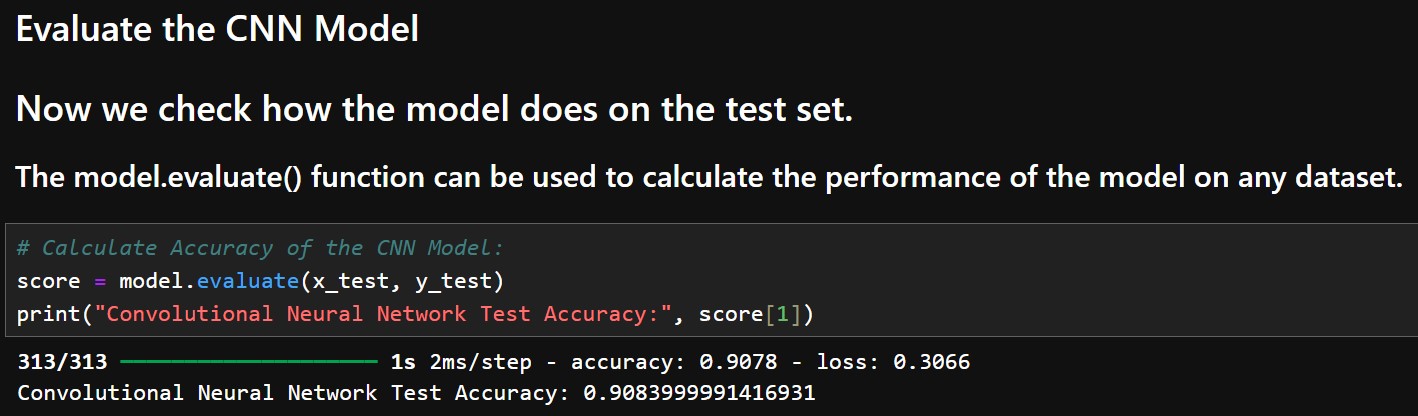 Evaluate the CNN Model
Now we check how the model does on the test set.
The model.evaluate() function can be used to calculate the performance of the model on any dataset.
# Calculate Accuracy of the CNN Model:
score = model.evaluate(x_test, y_test)
print("Convolutional Neural Network Test Accuracy:", score[1])
313/313 ━━━━━━━━━━━━━━━━━━━━ 1s 2ms/step - accuracy: 0.9078 - loss: 0.3066
Convolutional Neural Network Test Accuracy: 0.9083999991416931